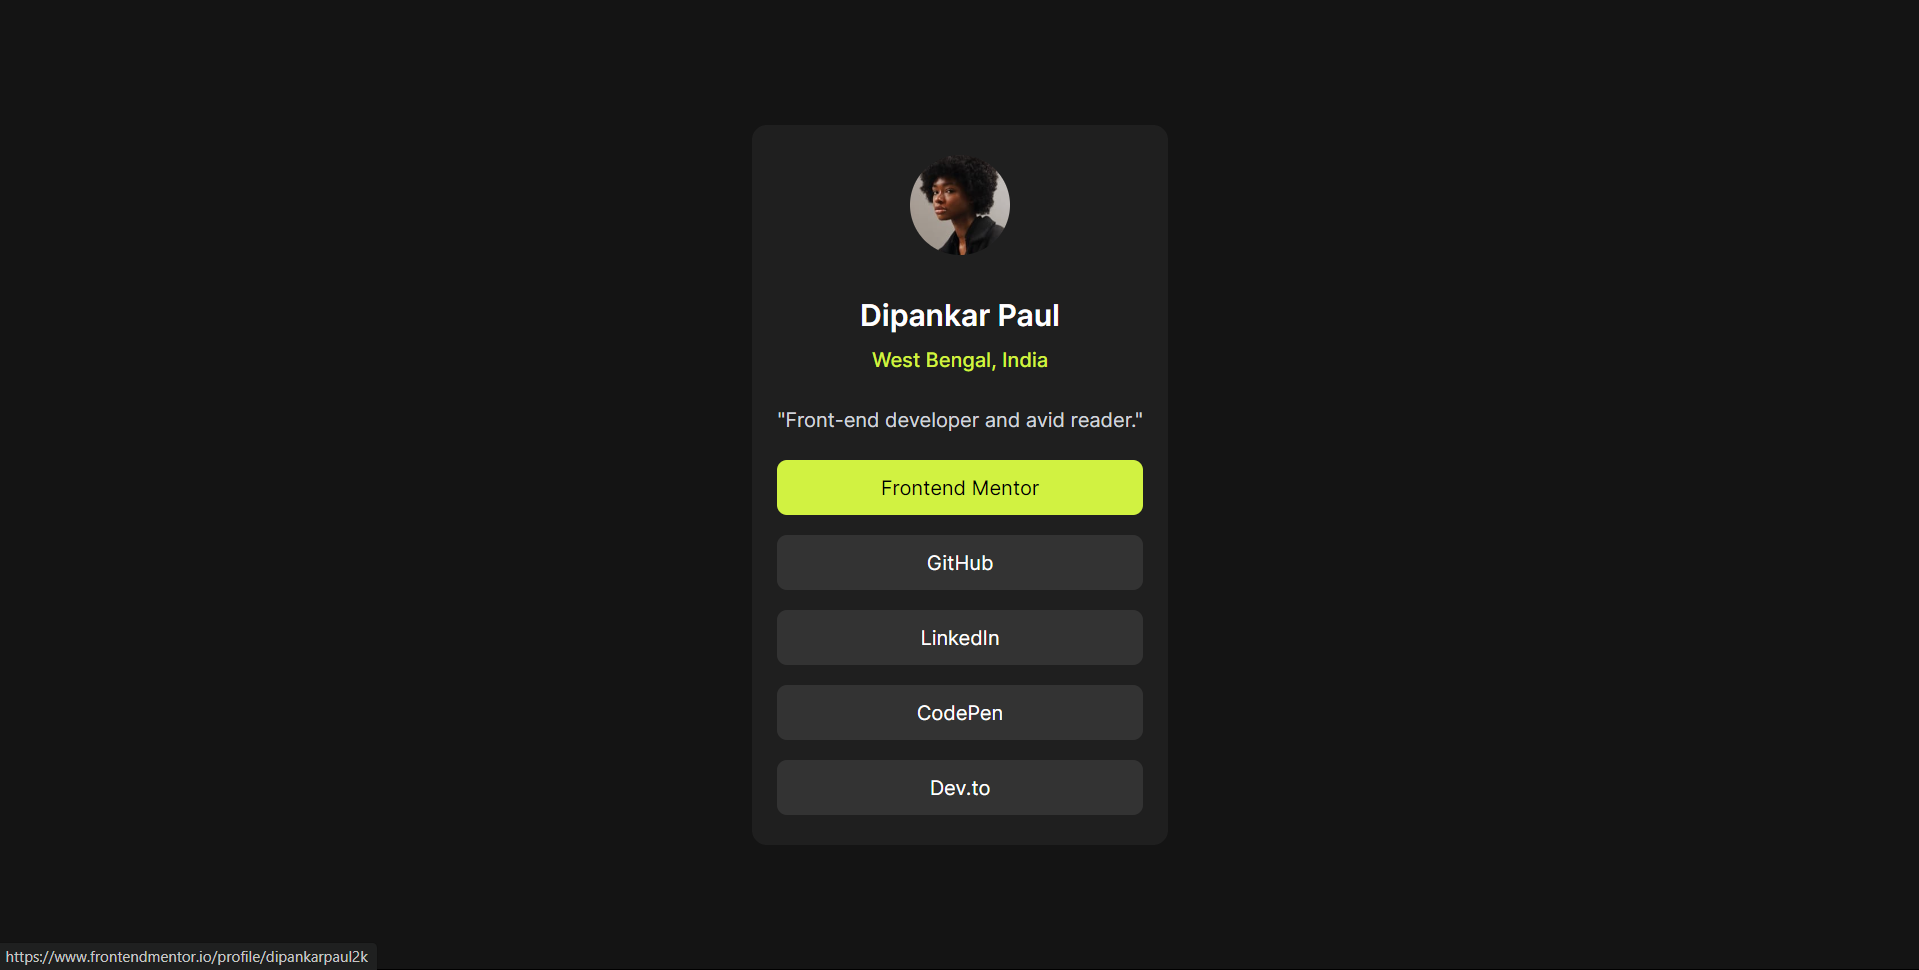 Dipankar Paul
West Bengal, India
"Front-end developer and avid reader."
Frontend Mentor
GitHub
LinkedIn
CodePen
Dev.to
https://www.frontendmentor.io/profile/dipankarpaul2k